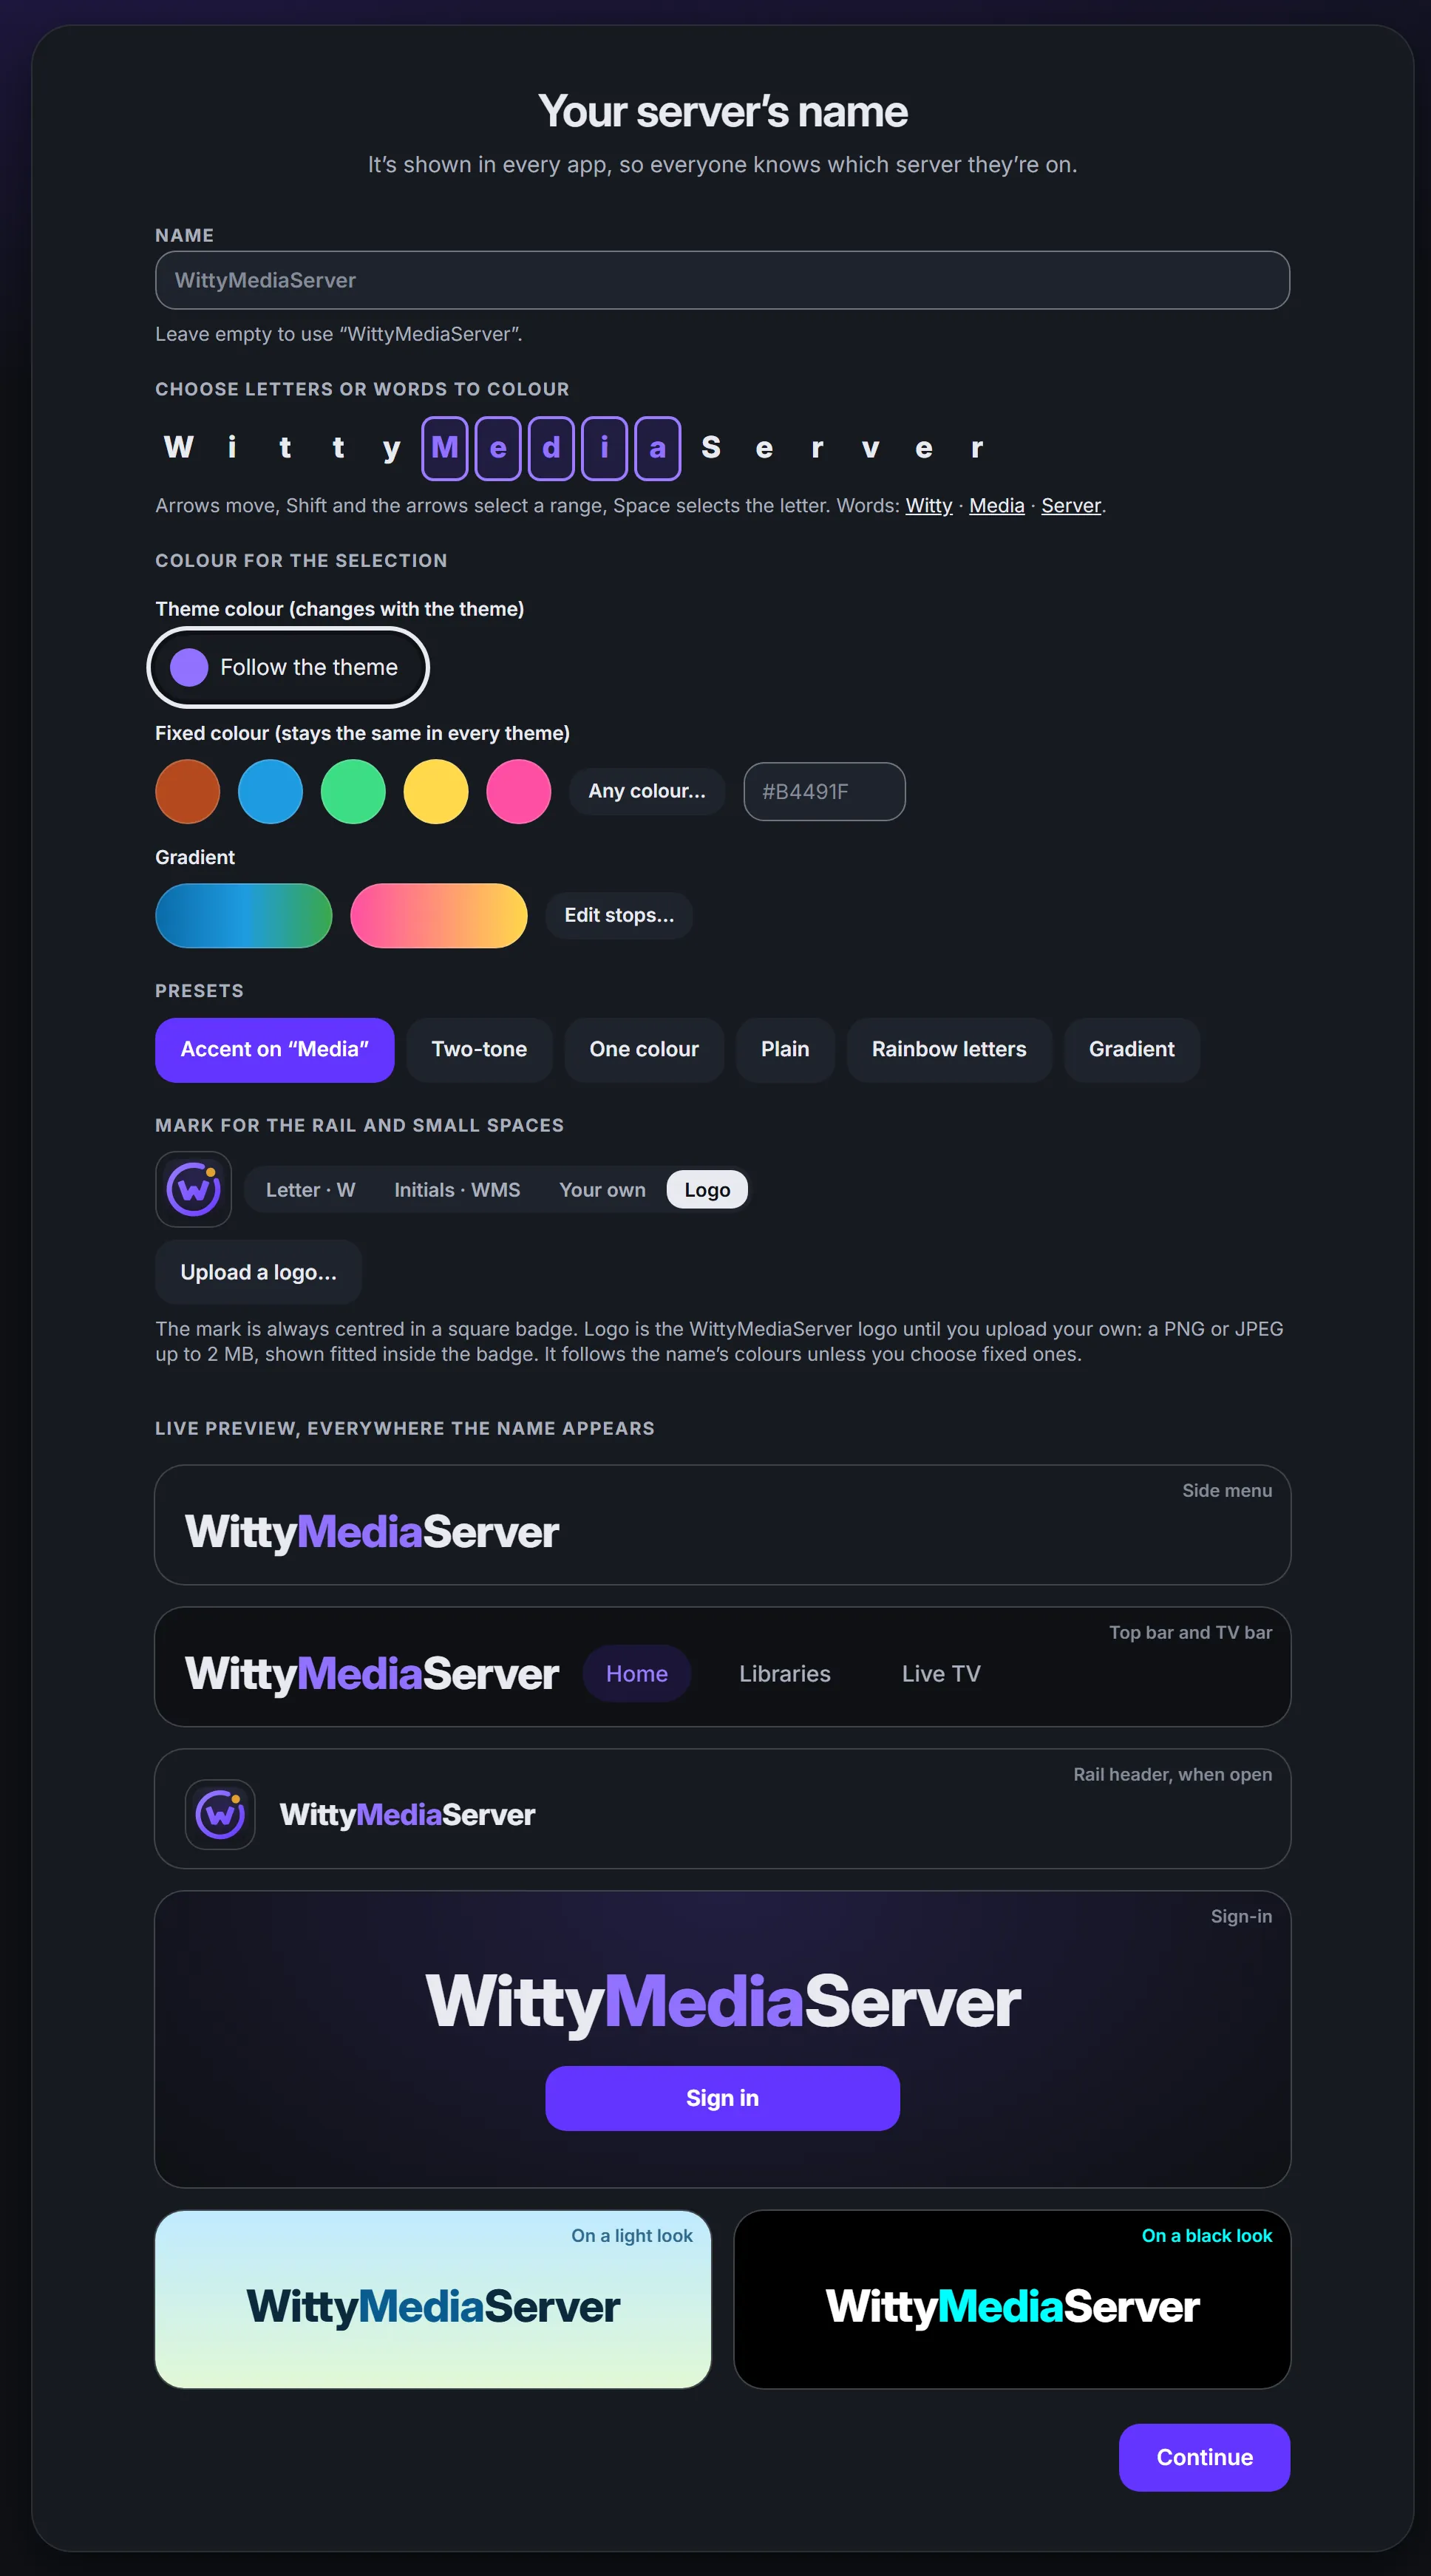 Your server’s name
It’s shown in every app, so everyone knows which server they’re on.
NAME
WittyMediaServer
Leave empty to use “WittyMediaServer”.
CHOOSE LETTERS OR WORDS TO COLOUR
W i t t y M e d i a S e r v e r
Arrows move, Shift and the arrows select a range, Space selects the letter. Words: Witty · Media · Server.
COLOUR FOR THE SELECTION
Theme colour (changes with the theme)
Follow the theme
Fixed colour (stays the same in every theme)
Any colour... #B4491F
Gradient
Edit stops...
PRESETS
Accent on “Media” Two-tone One colour Plain Rainbow letters Gradient
MARK FOR THE RAIL AND SMALL SPACES
W Letter · W Initials · WMS Your own Logo
Upload a logo...
The mark is always centred in a square badge. Logo is the WittyMediaServer logo until you upload your own: a PNG or JPEG
up to 2 MB, shown fitted inside the badge. It follows the name’s colours unless you choose fixed ones.
LIVE PREVIEW, EVERYWHERE THE NAME APPEARS
Side menu
WittyMediaServer
Top bar and TV bar
WittyMediaServer Home Libraries Live TV
Rail header, when open
W WittyMediaServer
Sign-in
WittyMediaServer
Sign in
On a light look
WittyMediaServer
On a black look
WittyMediaServer
Continue